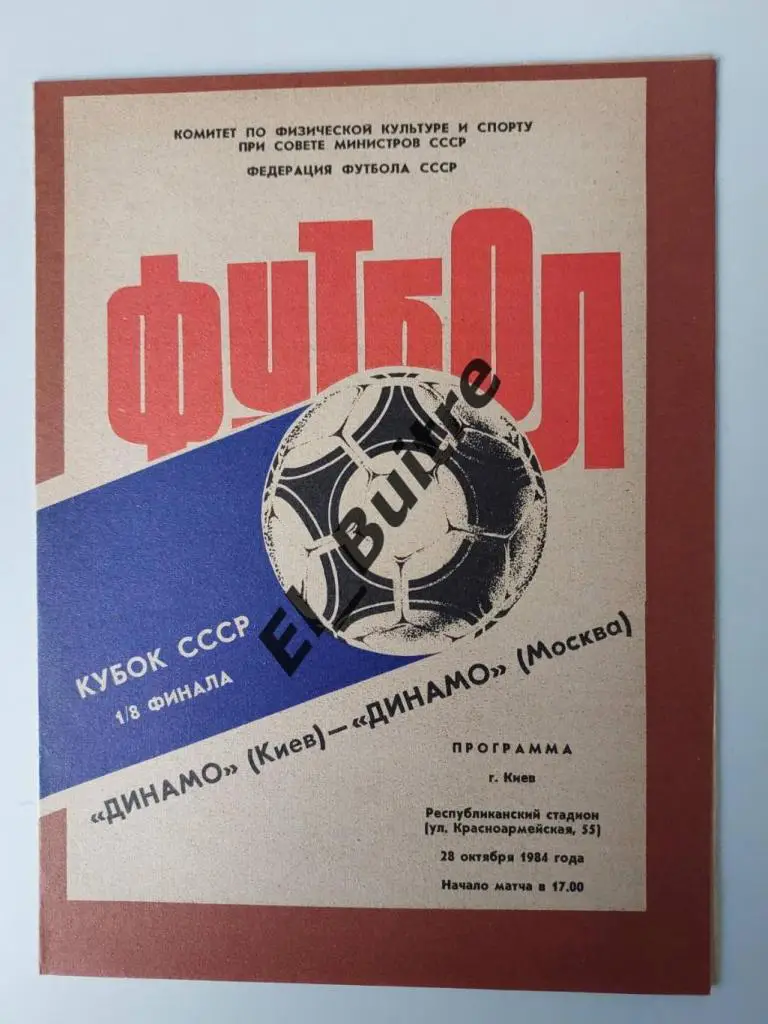 КОМИТЕТ ПО ФИЗИЧЕСКОЙ КУЛЬТУРЕ И СПОРТУ
ПРИ СОВЕТЕ МИНИСТРОВ СССР
ФЕДЕРАЦИЯ ФУТБОЛА СССР
ФУТБОЛ
El_Buitre
КУБОК СССР
1/8 ФИНАЛА
«ДИНАМО» (Киев)—«ДИНАМО» (Москва)
ПРОГРАММА
г. Киев
Республиканский стадион
(ул. Красноармейская, 55)
28 октября 1984 года
Начало матча в 17.00